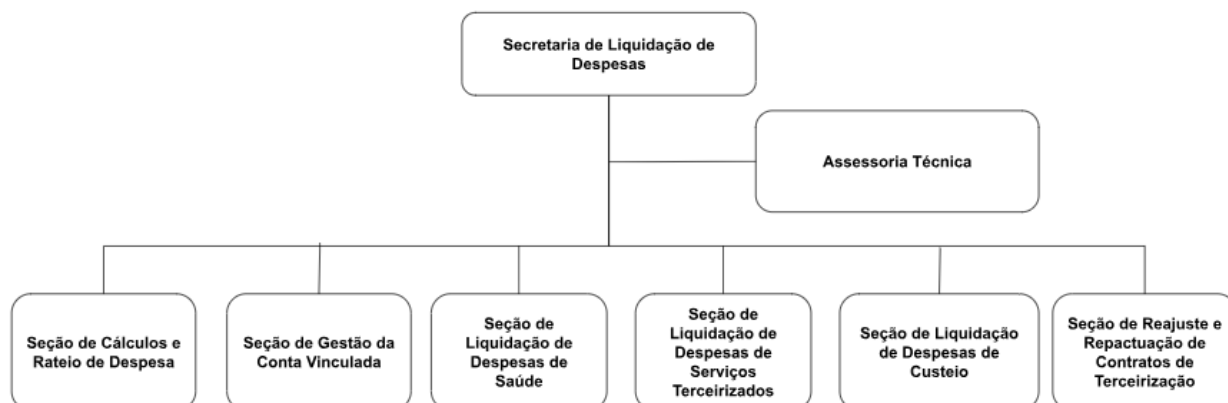 Secretaria de Liquidação de
Despesas
Assessoria Técnica
Seção de Cálculos e
Rateio de Despesa
Seção de Gestão da
Conta Vinculada
Seção de
Liquidação de
Despesas de
Saúde
Seção de
Liquidação de
Despesas de
Serviços
Terceirizados
Seção de Liquidação
de Despesas de
Custeio
Seção de Reajuste e
Repactuação de
Contratos de
Terceirização